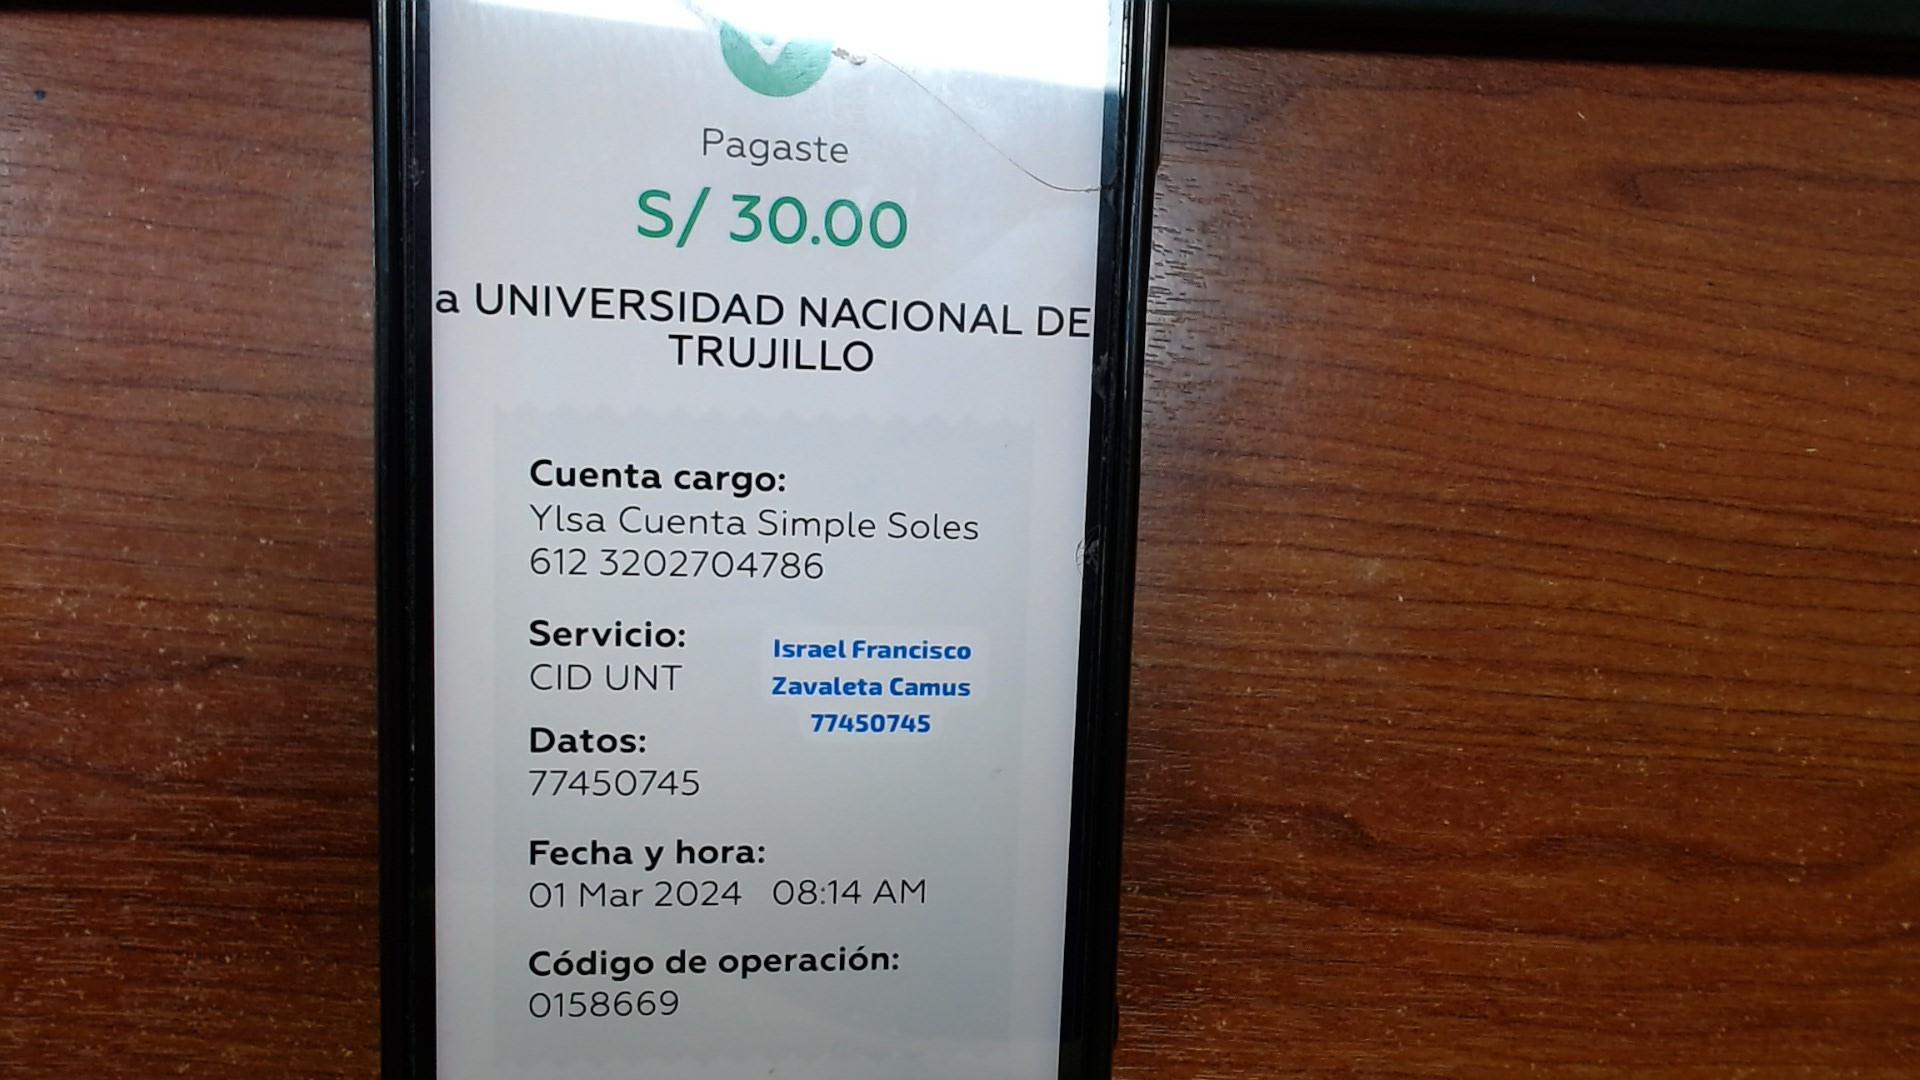 Pagaste
S/ 30.00
a UNIVERSIDAD NACIONAL DE
TRUJILLO
Cuenta cargo:
Ylsa Cuenta Simple Soles
612 3202704786
Servicio:
CID UNT
Israel Francisco
Zavaleta Camus
77450745
Datos:
77450745
Fecha y hora:
01 Mar 2024 08:14 AM
Código de operación:
0158669